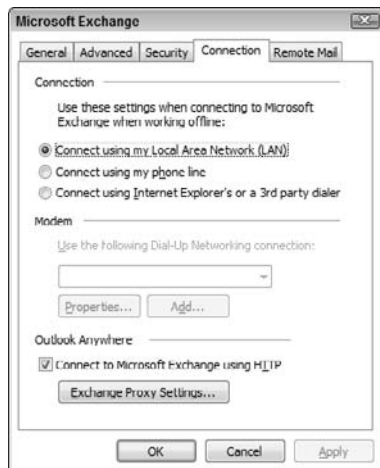 Microsoft Exchange
General Advanced Security Connection Remote Mail
Connection
Use these settings when connecting to Microsoft
Exchange when working offline:
Connect using my Local Area Network (LAN)
Connect using my phone line
Connect using Internet Explorer's or a 3rd party dialer
Modem
Use the following Dial-Up Networking connection:
Properties... Add...
Outlook Anywhere
Connect to Microsoft Exchange using HTTP
Exchange Proxy Settings...
OK Cancel Apply